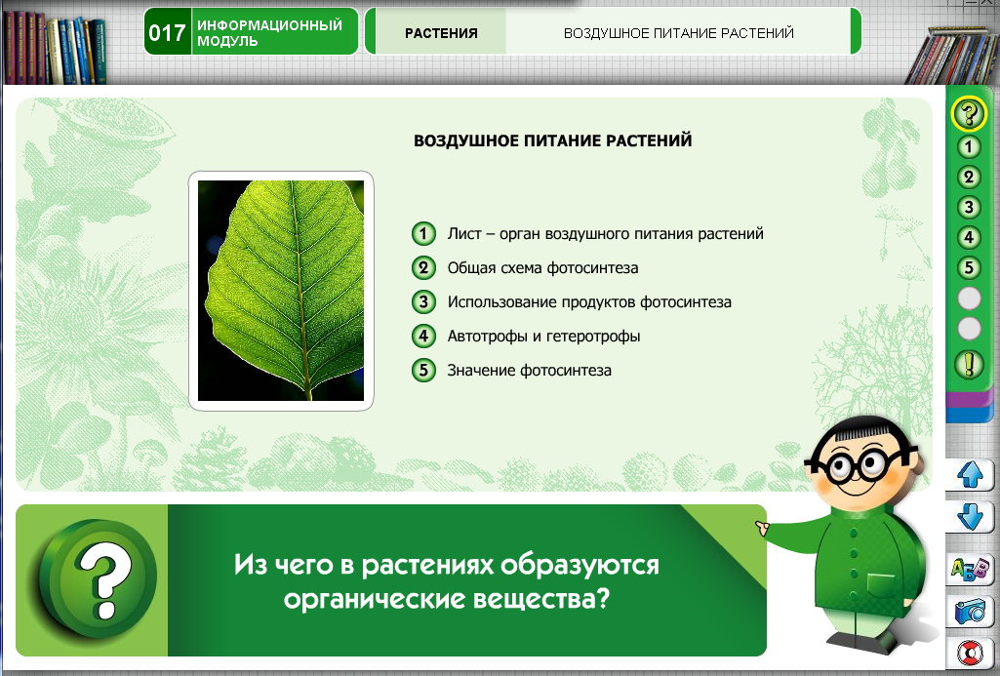 017 ИНФОРМАЦИОННЫЙ
МОДУЛЬ
РАСТЕНИЯ
ВОЗДУШНОЕ ПИТАНИЕ РАСТЕНИЙ
ВОЗДУШНОЕ ПИТАНИЕ РАСТЕНИЙ
1 Лист – орган воздушного питания растений
2 Общая схема фотосинтеза
3 Использование продуктов фотосинтеза
4 Автотрофы и гетеротрофы
5 Значение фотосинтеза
?
Из чего в растениях образуются
органические вещества?
?
1
2
3
4
5
!
АБВ